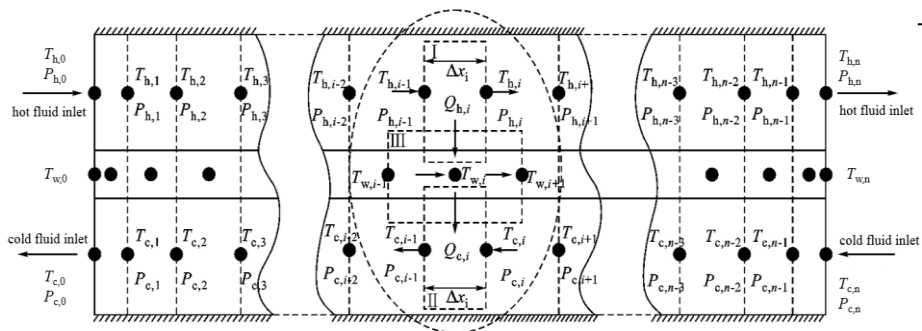 T_h,0
P_h,0
hot fluid inlet
T_h,1 T_h,2 T_h,3
P_h,1 P_h,2 P_h,3
I
Δx_i
T_h,i-2 T_h,i-1 T_h,i T_h,i+
Q_h,i
P_h,i-2 P_h,i-1 P_h,i P_h,i+1
T_h,n-3 T_h,n-2 T_h,n-1
P_h,n-3 P_h,n-2 P_h,n-1
T_h,n
P_h,n
hot fluid inlet
III
T_w,0
T_w,i-1 T_w,i T_w,i+1
T_w,n
cold fluid inlet
T_c,0
P_c,0
T_c,1 T_c,2 T_c,3
P_c,1 P_c,2 P_c,3
T_c,i-2 T_c,i-1 T_c,i T_c,i+1
Q_c,i
P_c,i+2 P_c,i-1 P_c,i P_c,i+1
II
Δx_i
T_c,n-3 T_c,n-2 T_c,n-1
P_c,n-3 P_c,n-2 P_c,n-1
cold fluid inlet
T_c,n
P_c,n